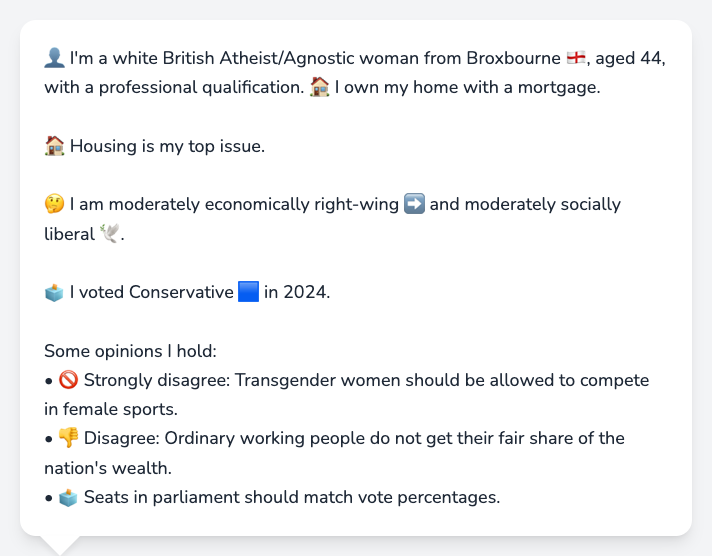 👤 I'm a white British Atheist/Agnostic woman from Broxbourne 🏴󠁧󠁢󠁥󠁮󠁧󠁿, aged 44,
with a professional qualification. 🏠 I own my home with a mortgage.
🏠 Housing is my top issue.
🤔 I am moderately economically right-wing ➡️ and moderately socially
liberal 🕊️.
🗳️ I voted Conservative 🟦 in 2024.
Some opinions I hold:
• 🚫 Strongly disagree: Transgender women should be allowed to compete
in female sports.
• 👎 Disagree: Ordinary working people do not get their fair share of the
nation's wealth.
• 🗳️ Seats in parliament should match vote percentages.